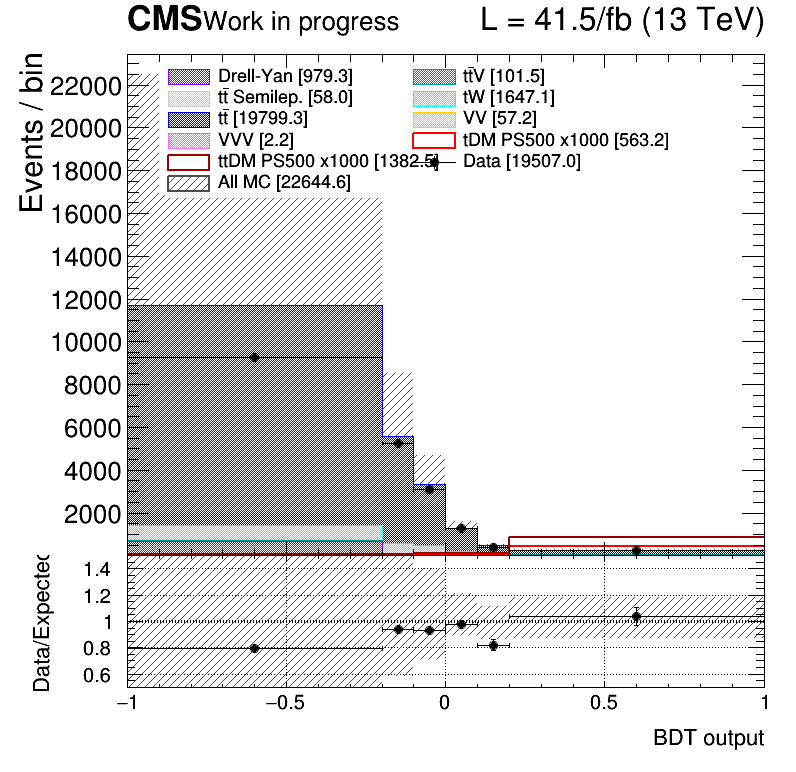 CMS Work in progress L = 41.5/fb (13 TeV)
Events / bin
22000
20000
18000
16000
14000
12000
10000
8000
6000
4000
2000
Drell-Yan [979.3]
tt̄V [101.5]
tt̄ Semilep. [58.0]
tW [1647.1]
tt̄ [19799.3]
VV [57.2]
VVV [2.2]
tDM PS500 x1000 [563.2]
ttDM PS500 x1000 [1382.5]
Data [19507.0]
All MC [22644.6]
Data/Expected
1.4
1.2
1
0.8
0.6
−1 −0.5 0 0.5 1
BDT output